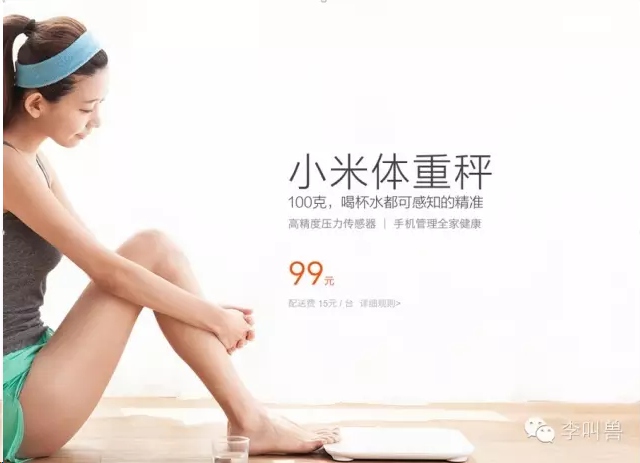 小米体重秤
100克，喝杯水都可感知的精准
高精度压力传感器 | 手机管理全家健康
99元
配送费 15元 / 台 详细规则>
李叫兽